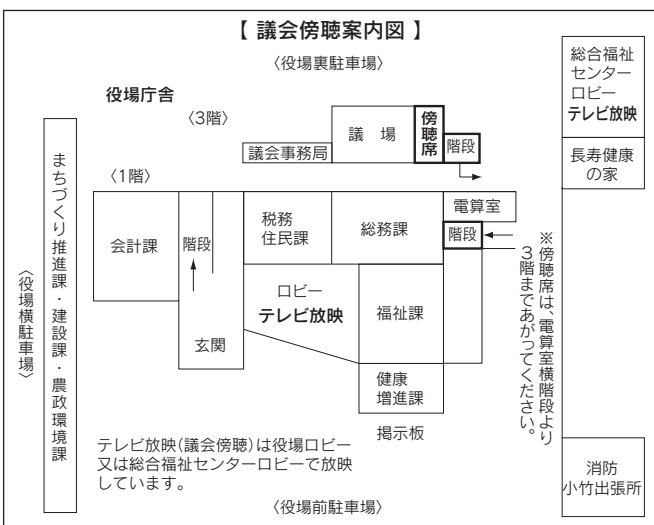 【 議会傍聴案内図 】
〈役場裏駐車場〉
役場庁舎
〈3階〉
議会事務局
議 場
傍聴席
階段
総合福祉
センター
ロビー
テレビ放映
長寿健康
の家
〈1階〉
まちづくり推進課・建設課・農政環境課
〈役場横駐車場〉
会計課
階段
玄関
税務
住民課
総務課
電算室
階段
ロビー
テレビ放映
福祉課
健康
増進課
掲示板
※傍聴席は、電算室横階段より
3階まであがってください。
テレビ放映(議会傍聴)は役場ロビー
又は総合福祉センターロビーで放映
しています。
〈役場前駐車場〉
消防
小竹出張所